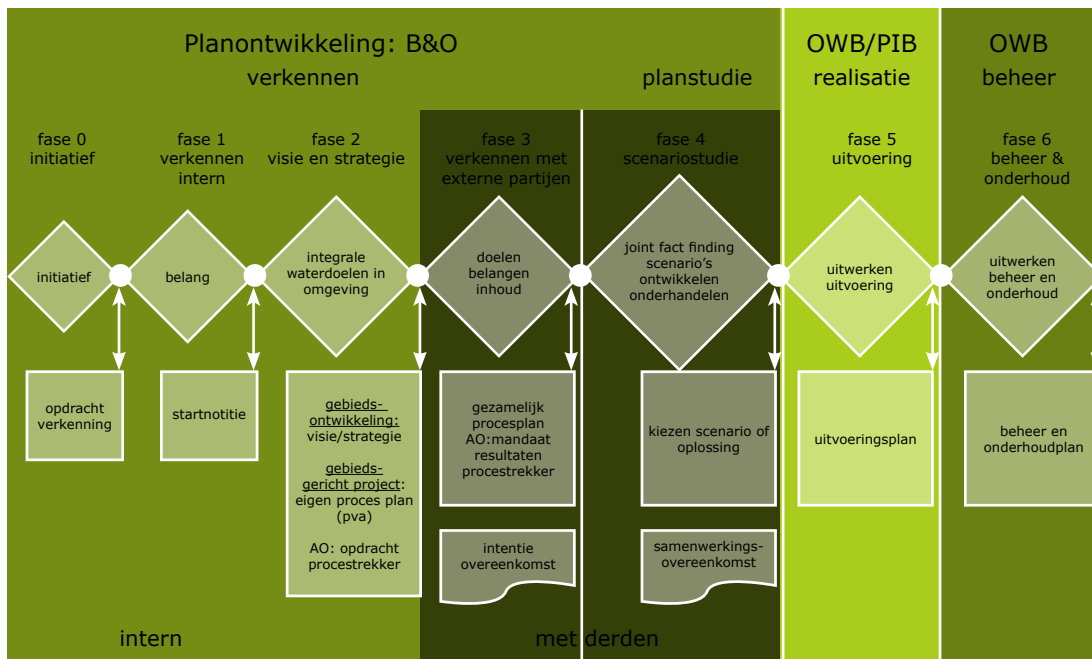 Planontwikkeling: B&O
verkennen
planstudie
OWB/PIB
realisatie
OWB
beheer
fase 0
initiatief
fase 1
verkennen
intern
fase 2
visie en strategie
fase 3
verkennen met
externe partijen
fase 4
scenariostudie
fase 5
uitvoering
fase 6
beheer &
onderhoud
initiatief
belang
integrale
waterdoelen in
omgeving
doelen
belangen
inhoud
joint fact finding
scenario's
ontwikkelen
onderhandelen
uitwerken
uitvoering
uitwerken
beheer en
onderhoud
opdracht
verkenning
startnotitie
gebieds-
ontwikkeling:
visie/strategie
gebieds-
gericht project:
eigen proces plan
(pva)
AO: opdracht
procestrekker
gezamelijk
procesplan
AO:mandaat
resultaten
procestrekker
kiezen scenario of
oplossing
uitvoeringsplan
beheer en
onderhoudplan
intentie
overeenkomst
samenwerkings-
overeenkomst
intern
met derden